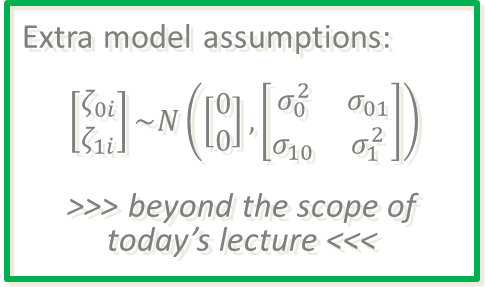 Extra model assumptions:
[ζ₀ᵢ ζ₁ᵢ] ~N ([0 0], [σ₀² σ₀₁ σ₁₀ σ₁²])
>>> beyond the scope of
today’s lecture <<<